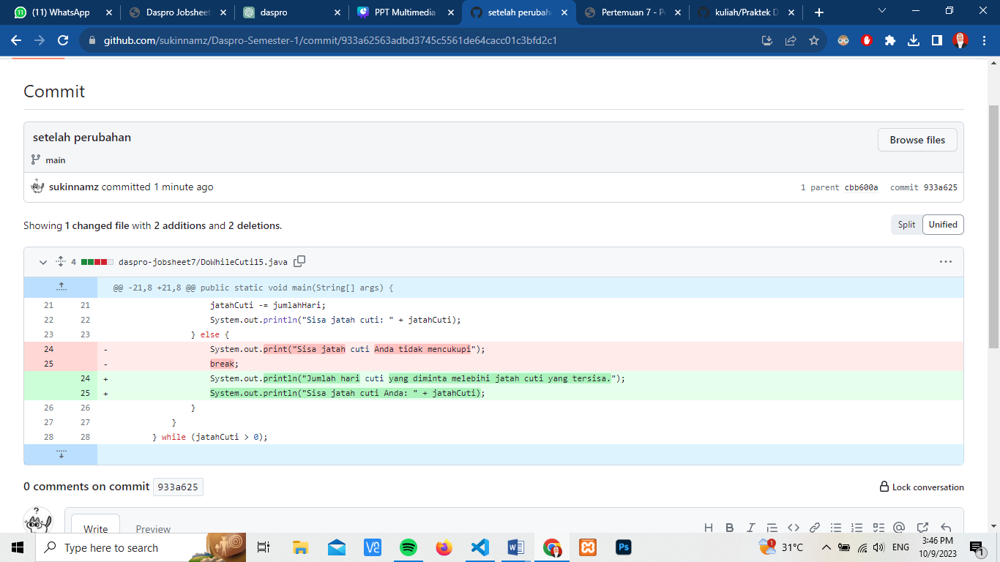 (11) WhatsApp
Daspro Jobsheet
daspro
PPT Multimedia
setelah perubah
Pertemuan 7 - P
kuliah/Praktek D
github.com/sukinnamz/Daspro-Semester-1/commit/933a62563adbd3745c5561de64cacc01c3bfd2c1
Commit
setelah perubahan
Browse files
main
sukinnamz committed 1 minute ago
1 parent cbb600a commit 933a625
Showing 1 changed file with 2 additions and 2 deletions.
Split Unified
4 daspro-jobsheet7/DoWhileCuti15.java
@@ -21,8 +21,8 @@ public static void main(String[] args) {
21 21 jatahCuti -= jumlahHari;
22 22 System.out.println("Sisa jatah cuti: " + jatahCuti);
23 23 } else {
24 - System.out.print("Sisa jatah cuti Anda tidak mencukupi");
25 - break;
24 + System.out.println("Jumlah hari cuti yang diminta melebihi jatah cuti yang tersisa.");
25 + System.out.println("Sisa jatah cuti Anda: " + jatahCuti);
26 26 }
27 27 }
28 28 } while (jatahCuti > 0);
0 comments on commit 933a625
Lock conversation
Write Preview
Type here to search
31°C
ENG
3:46 PM
10/9/2023